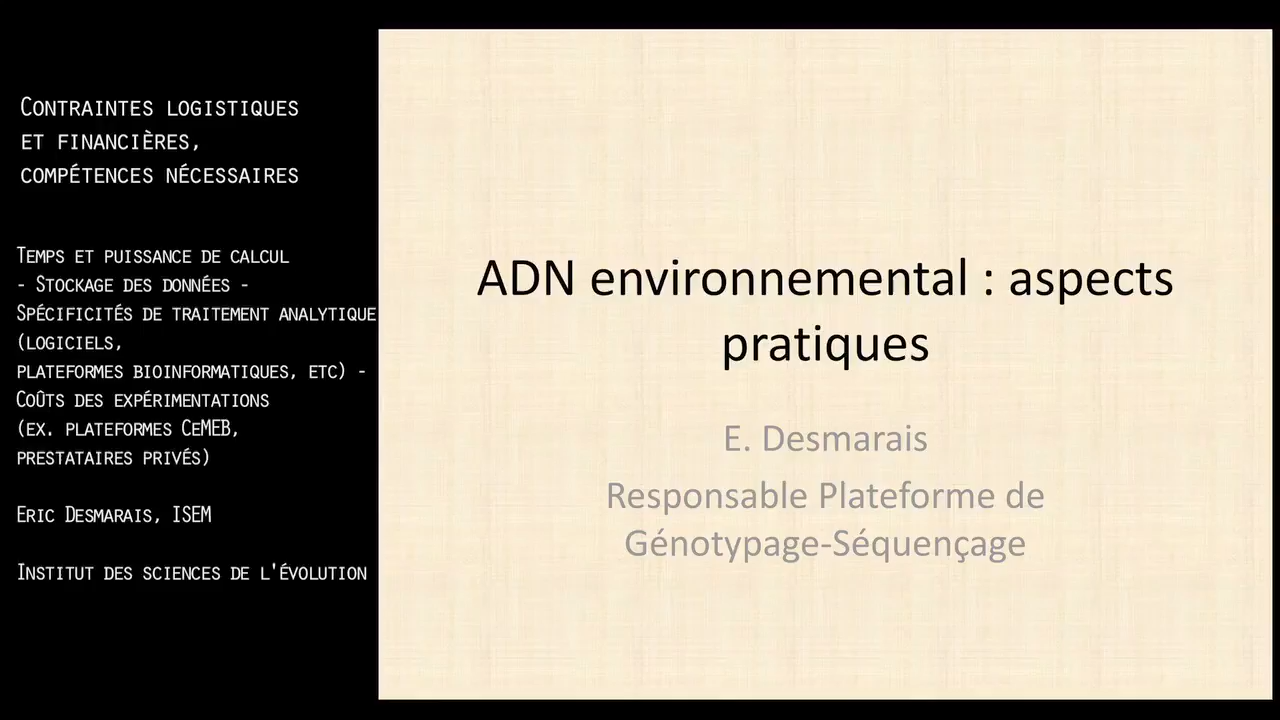 Contraintes logistiques
et financières,
compétences nécessaires
Temps et puissance de calcul
- Stockage des données -
Spécificités de traitement analytique
(logiciels,
plateformes bioinformatiques, etc) -
Coûts des expérimentations
(ex. plateformes CeMEB,
prestataires privés)
Eric Desmarais, ISEM
Institut des sciences de l'évolution
ADN environnemental : aspects
pratiques
E. Desmarais
Responsable Plateforme de
Génotypage-Séquençage